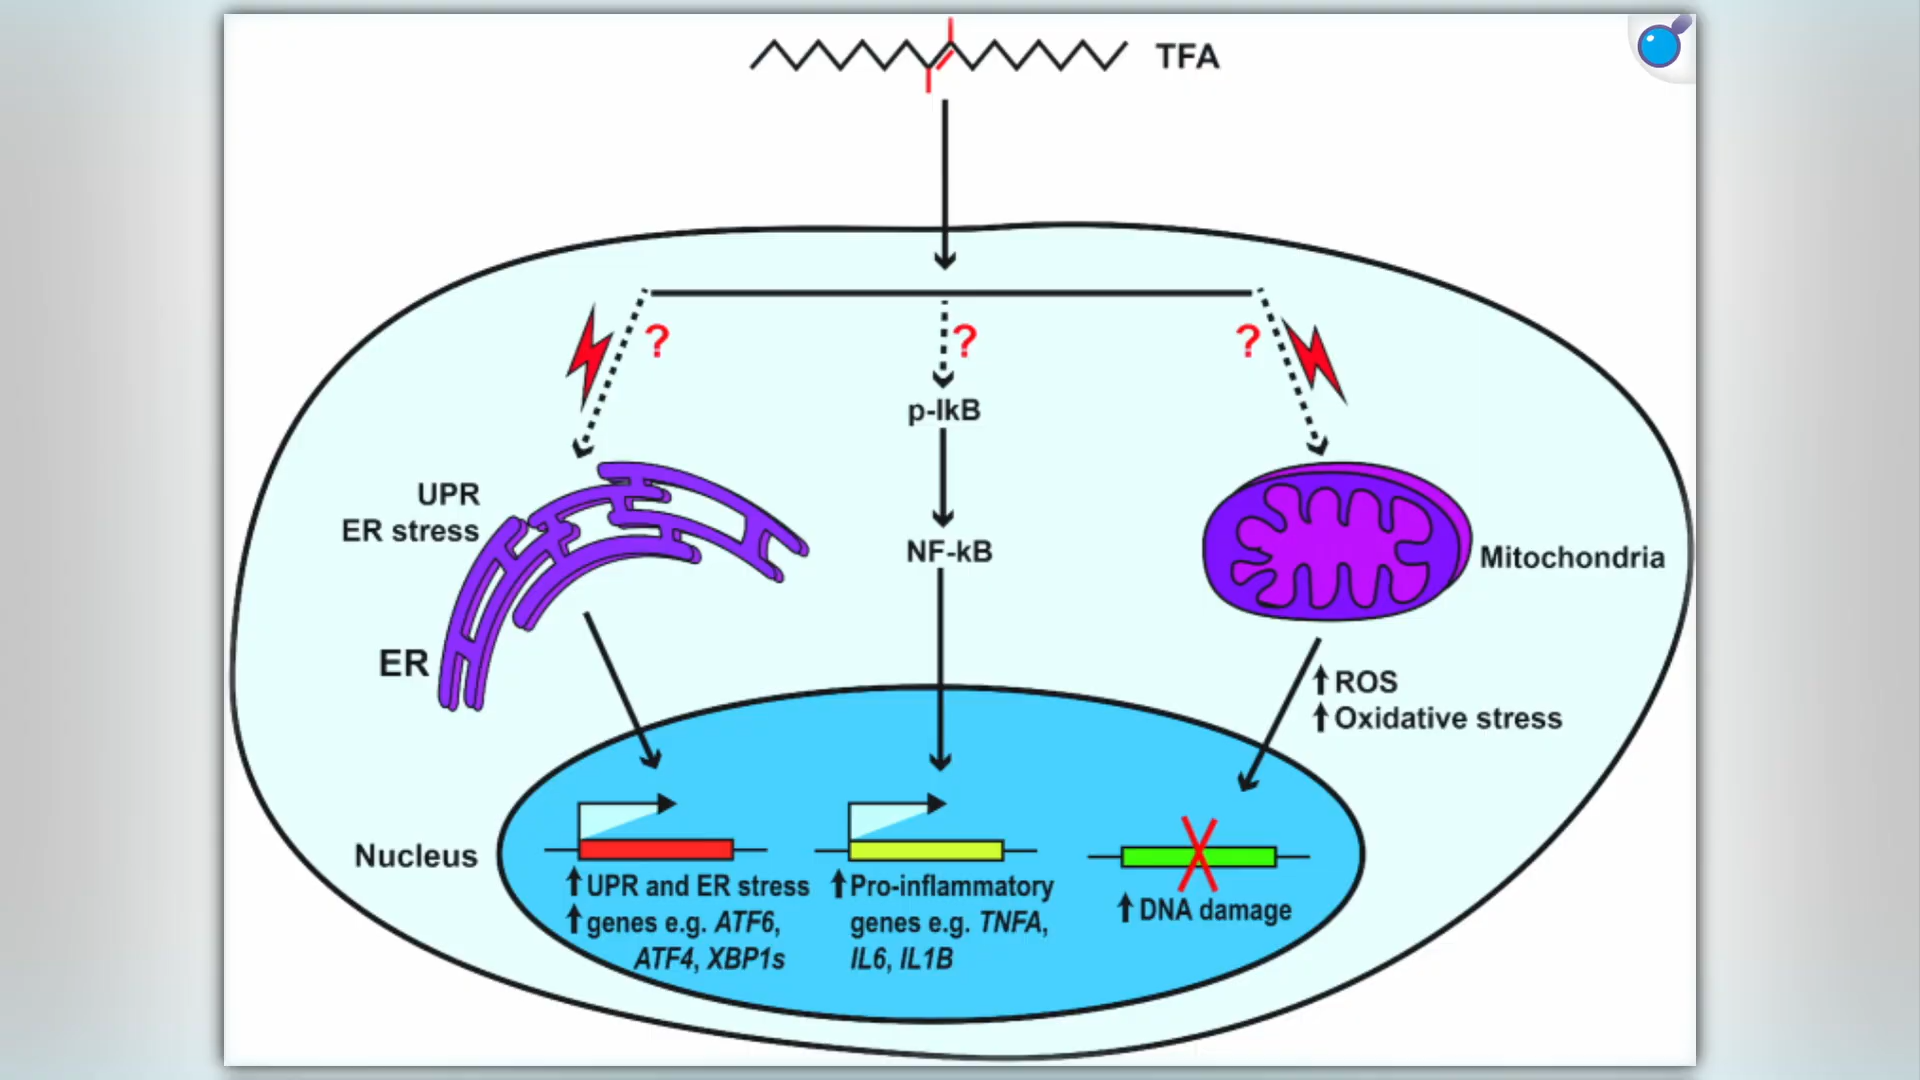 TFA
? ? ?
p-IkB
UPR
ER stress
NF-kB
Mitochondria
ER
ROS
Oxidative stress
Nucleus
UPR and ER stress
genes e.g. ATF6,
ATF4, XBP1s
Pro-inflammatory
genes e.g. TNFA,
IL6, IL1B
DNA damage